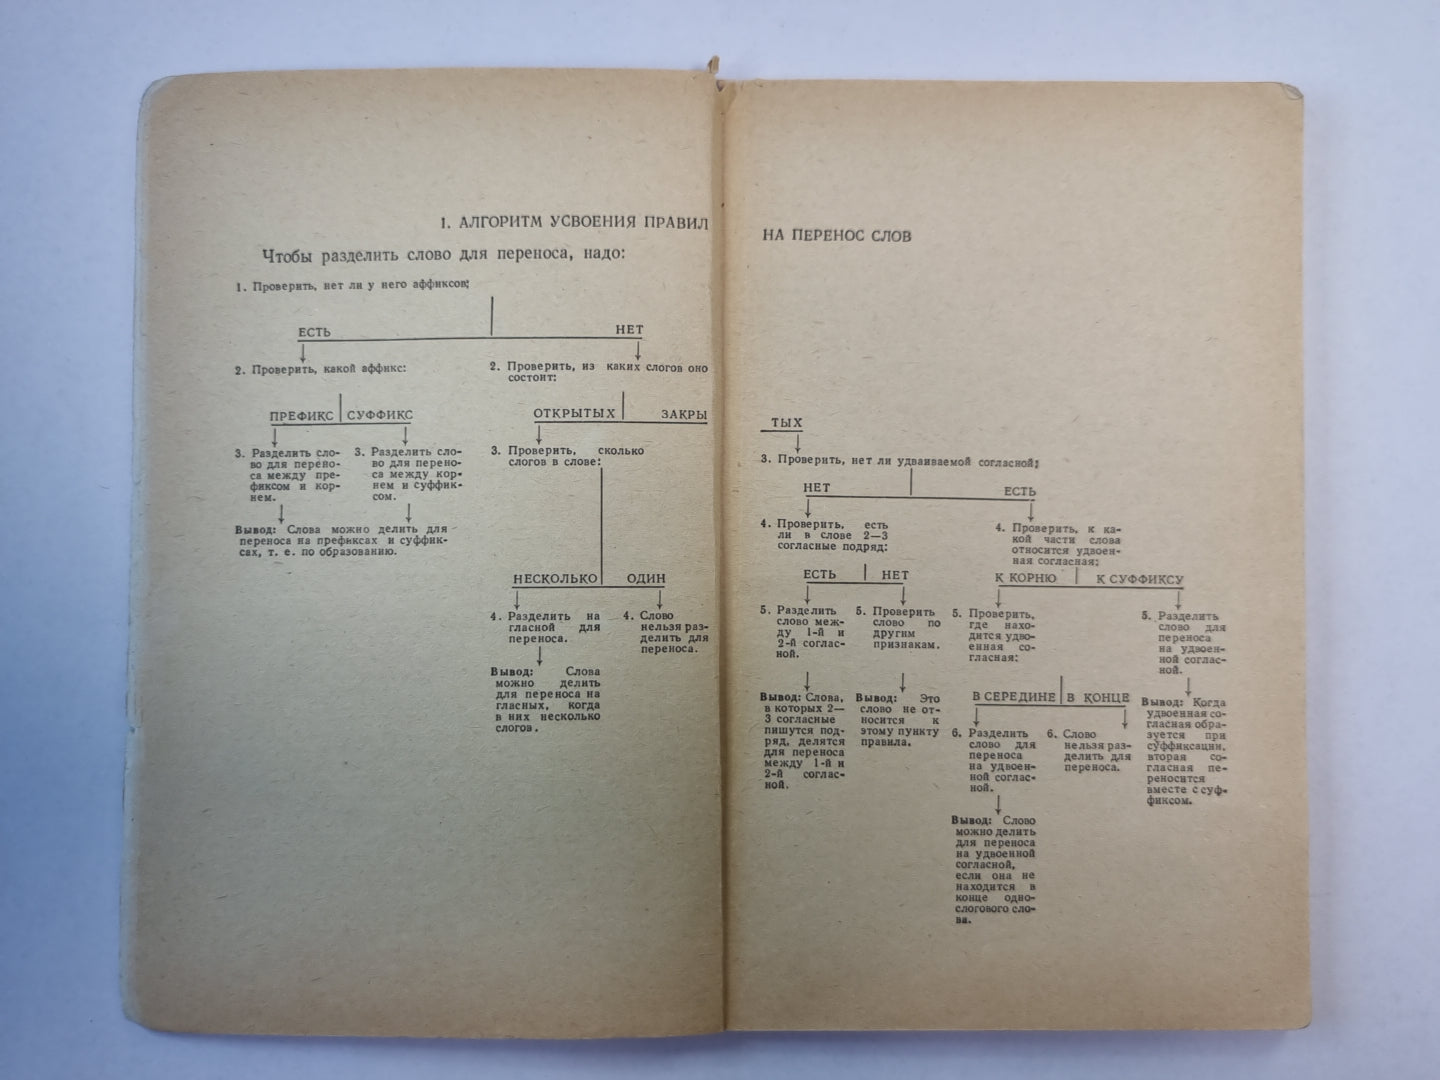 1. АЛГОРИТМ УСВОЕНИЯ ПРАВИЛ
Чтобы разделить слово для переноса, надо:
1. Проверить, нет ли у него аффиксов;
ЕСТЬ
НЕТ
2. Проверить, какой аффикс:
2. Проверить, из каких слогов оно
состоит:
ПРЕФИКС
СУФФИКС
ОТКРЫТЫХ
ЗАКРЫ
3. Разделить сло-
во для перено-
са между пре-
фиксом и кор-
нем.
3. Разделить сло-
во для перено-
са между кор-
нем и суффик-
сом.
3. Проверить, сколько
слогов в слове:
Вывод: Слова можно делить для
переноса на префиксах и суффик-
сах, т. е. по образованию.
НЕСКОЛЬКО
ОДИН
4. Разделить на
гласной для
переноса.
4. Слово
нельзя раз-
делить для
переноса.
Вывод: Слова
можно делить
для переноса на
гласных, когда
в них несколько
слогов.
НА ПЕРЕНОС СЛОВ
ТЫХ
3. Проверить, нет ли удваиваемой согласной;
НЕТ
ЕСТЬ
4. Проверить, есть
ли в слове 2—3
согласные подряд:
4. Проверить, к ка-
кой части слова
относится удвоен-
ная согласная:
ЕСТЬ
НЕТ
К КОРНЮ
К СУФФИКСУ
5. Разделить
слово меж-
ду 1-й и
2-й соглас-
ной.
5. Проверить
слово по
другим
признакам.
5. Проверить,
где нахо-
дится удво-
енная со-
гласная:
5. Разделить
слово для
переноса
на удвоен-
ной соглас-
ной.
В СЕРЕДИНЕ
В КОНЦЕ
Вывод: Слова,
в которых 2—
3 согласные
пишутся под-
ряд, делятся
для переноса
между 1-й и
2-й соглас-
ной.
Вывод: Это
слово не от-
носится к
этому пункту
правила.
6. Разделить
слово для
переноса
на удвоен-
ной соглас-
ной.
6. Слово
нельзя раз-
делить для
переноса.
Вывод: Когда
удвоенная со-
гласная обра-
зуется при
суффиксации,
вторая со-
гласная пе-
реносится
вместе с суф-
фиксом.
Вывод: Слово
можно делить
для переноса
на удвоенной
согласной,
если она не
находится в
конце одно-
слогового сло-
ва.